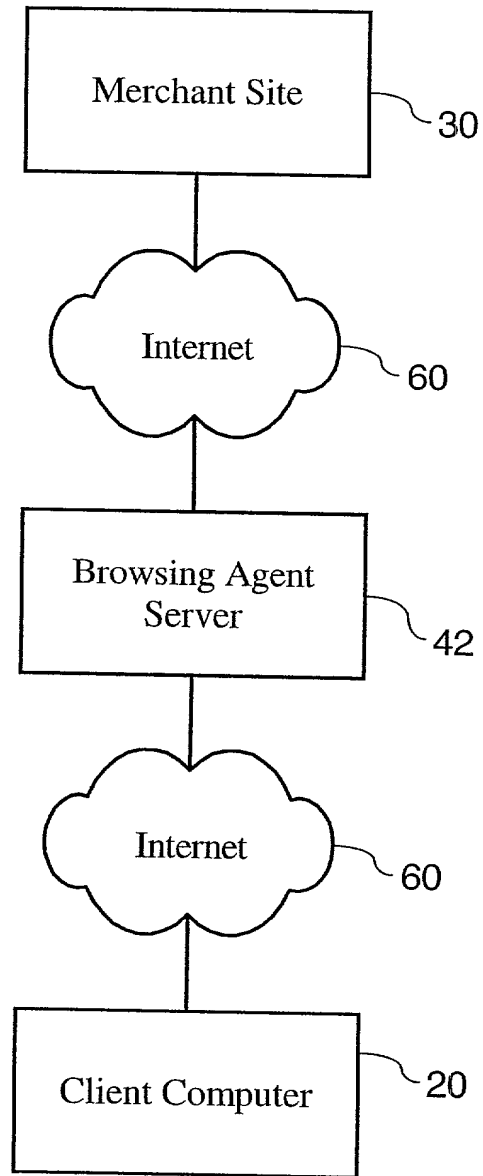 Merchant Site
30
Internet
60
Browsing Agent
Server
42
Internet
60
Client Computer
20